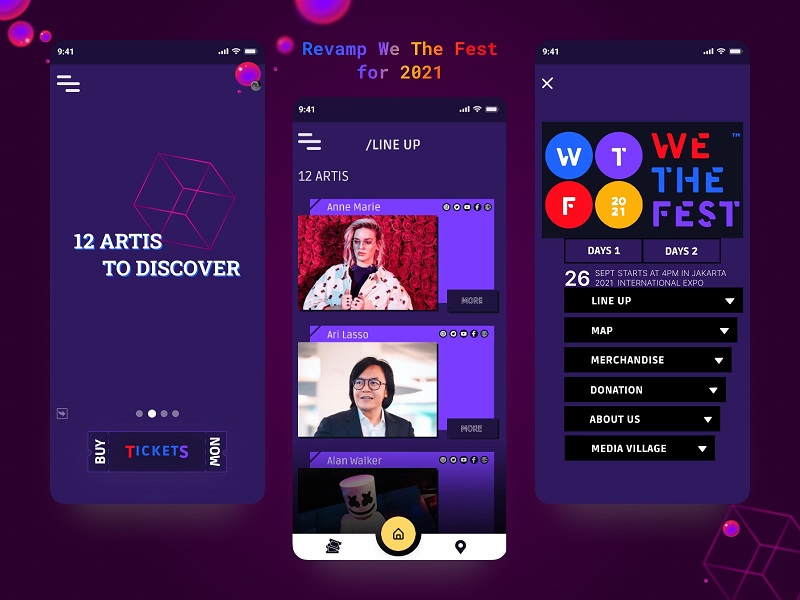 Revamp We The Fest
for 2021
9:41
12 ARTIS
TO DISCOVER
BUY
TICKETS
NOW
9:41
/LINE UP
12 ARTIS
Anne Marie
MORE
Ari Lasso
MORE
Alan Walker
9:41
W T
F 20
21
WE
THE
FEST
TM
DAYS 1
DAYS 2
26
SEPT STARTS AT 4PM IN JAKARTA
2021 INTERNATIONAL EXPO
LINE UP
MAP
MERCHANDISE
DONATION
ABOUT US
MEDIA VILLAGE